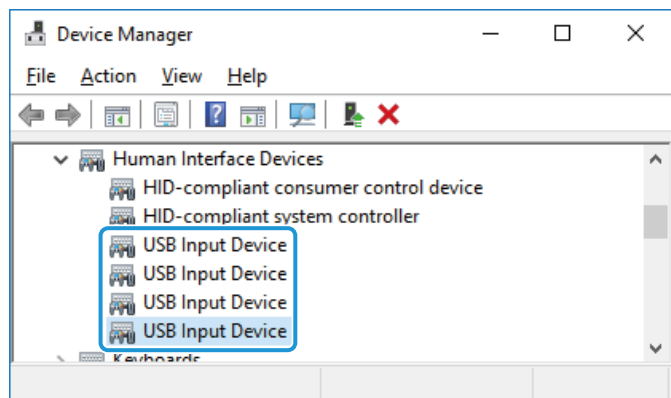 Device Manager
File Action View Help
Human Interface Devices
HID-compliant consumer control device
HID-compliant system controller
USB Input Device
USB Input Device
USB Input Device
USB Input Device
Keyboards